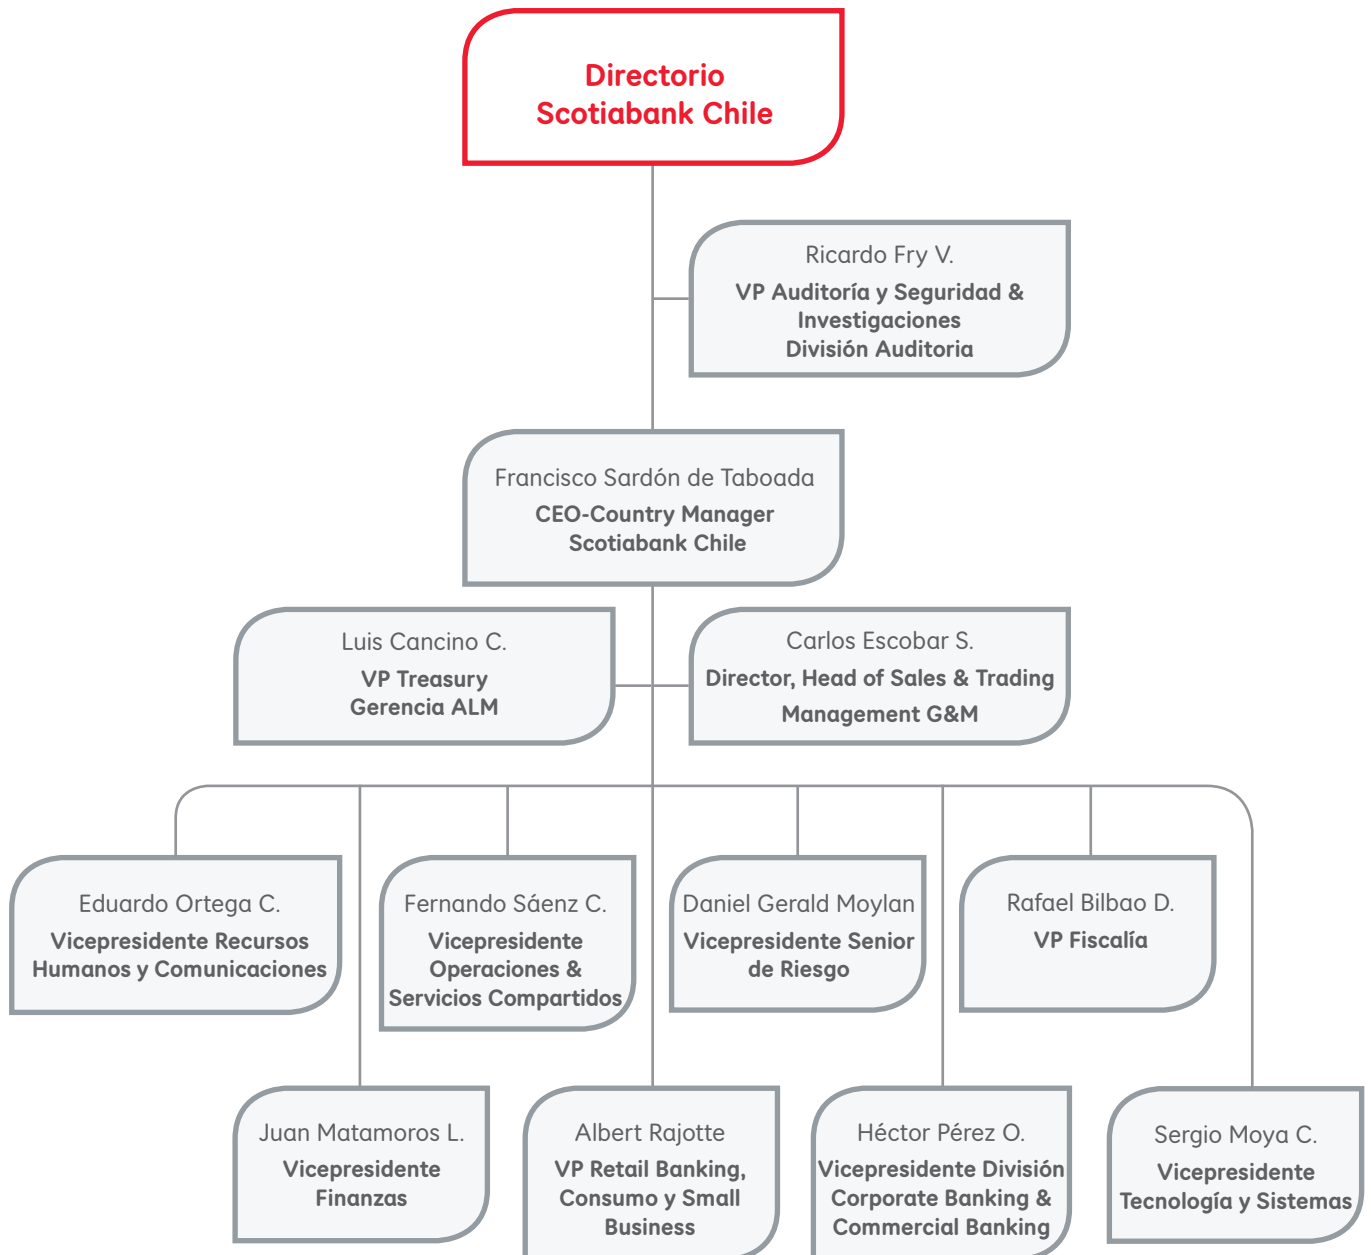 Directorio
Scotiabank Chile
Ricardo Fry V.
VP Auditoría y Seguridad &
Investigaciones
División Auditoria
Francisco Sardón de Taboada
CEO-Country Manager
Scotiabank Chile
Luis Cancino C.
VP Treasury
Gerencia ALM
Carlos Escobar S.
Director, Head of Sales & Trading
Management G&M
Eduardo Ortega C.
Vicepresidente Recursos
Humanos y Comunicaciones
Fernando Sáenz C.
Vicepresidente
Operaciones &
Servicios Compartidos
Daniel Gerald Moylan
Vicepresidente Senior
de Riesgo
Rafael Bilbao D.
VP Fiscalía
Juan Matamoros L.
Vicepresidente
Finanzas
Albert Rajotte
VP Retail Banking,
Consumo y Small
Business
Héctor Pérez O.
Vicepresidente División
Corporate Banking &
Commercial Banking
Sergio Moya C.
Vicepresidente
Tecnología y Sistemas